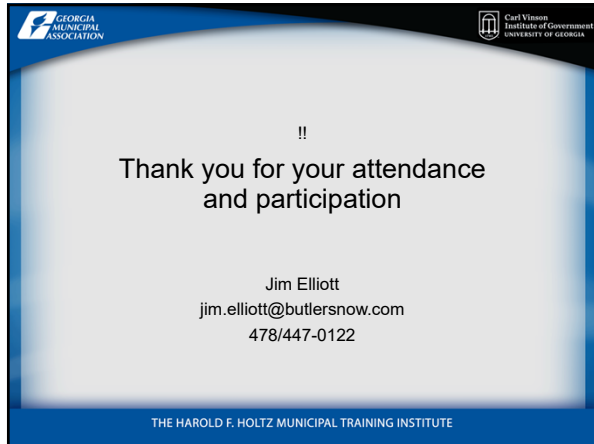 GEORGIA
MUNICIPAL
ASSOCIATION
Carl Vinson
Institute of Government
UNIVERSITY OF GEORGIA
!!
Thank you for your attendance
and participation
Jim Elliott
jim.elliott@butlersnow.com
478/447-0122
THE HAROLD F. HOLTZ MUNICIPAL TRAINING INSTITUTE